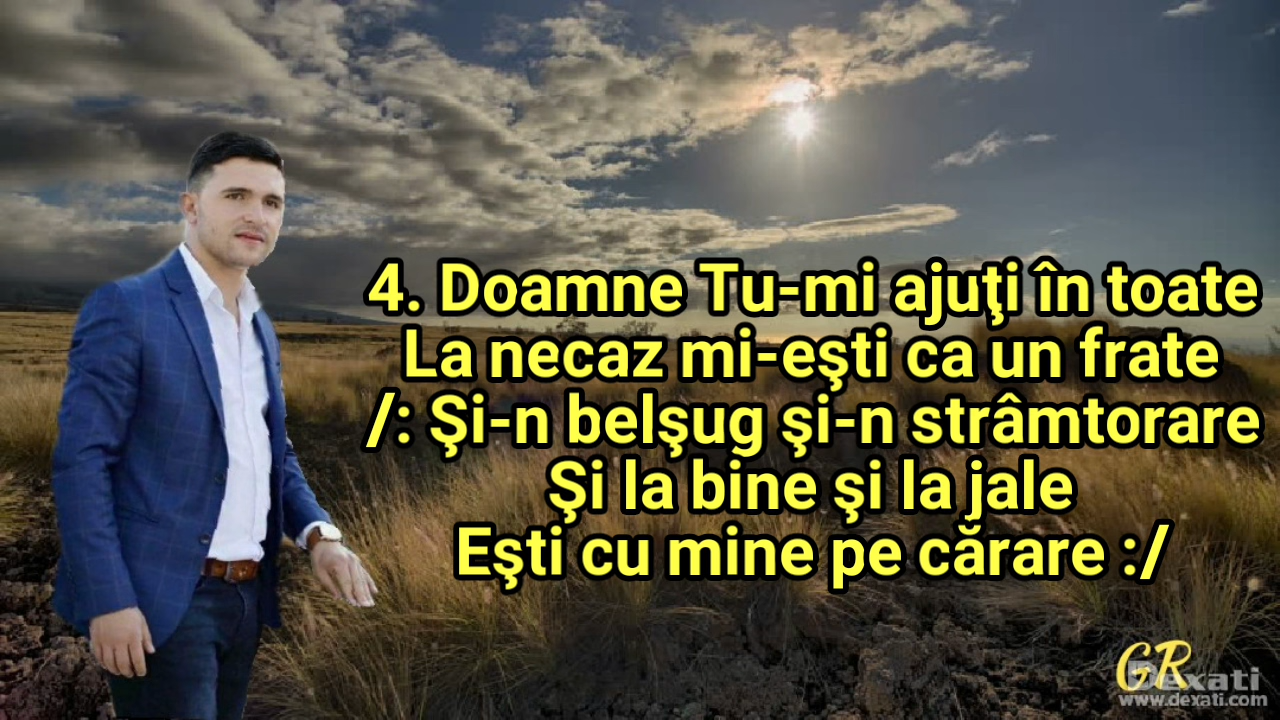 4. Doamne Tu-mi ajuţi în toate
La necaz mi-eşti ca un frate
/: Şi-n belşug şi-n strâmtorare
Şi la bine şi la jale
Eşti cu mine pe cărare :/
GR
Dexati
www.dexati.com